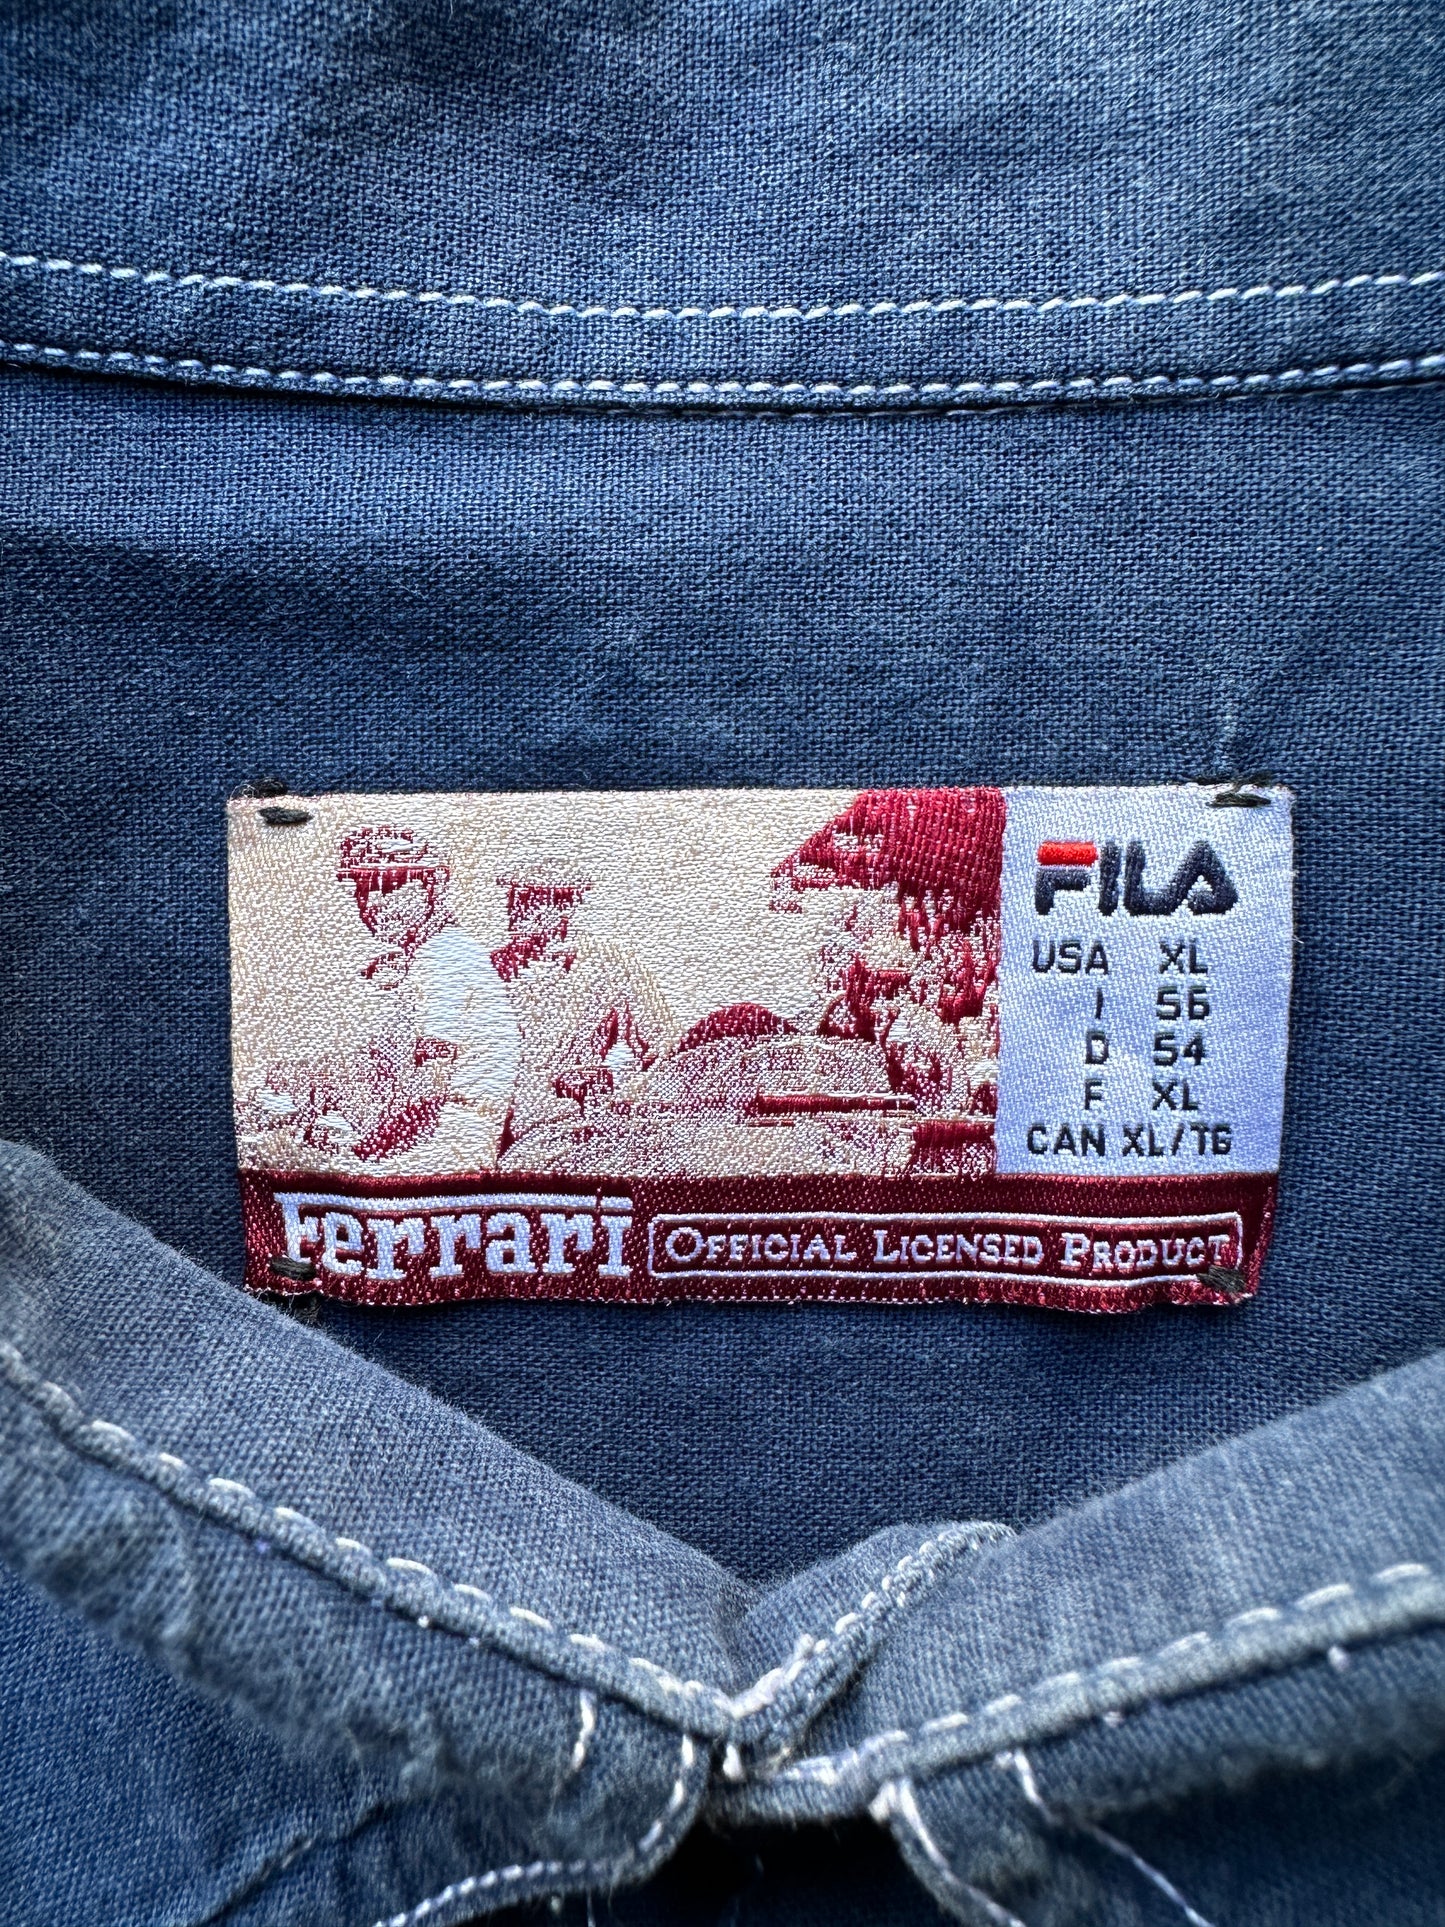 FILA
USA XL
I 56
D 54
F XL
CAN XL/TG
Ferrari OFFICIAL LICENSED PRODUCT